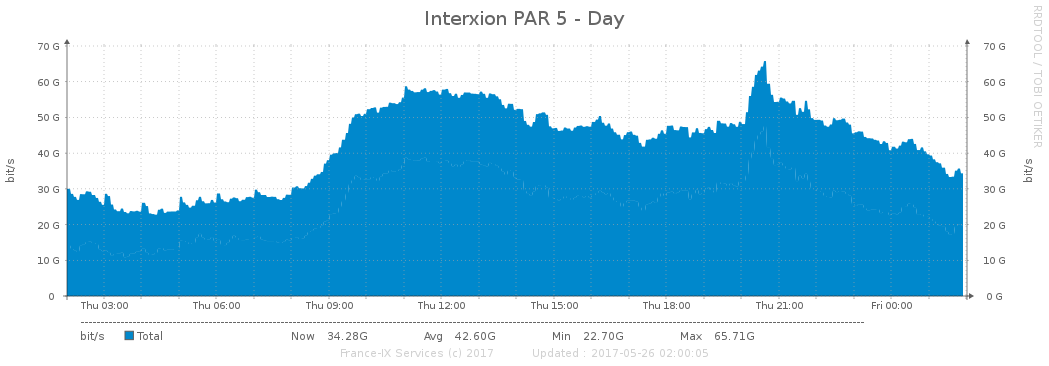 Interxion PAR 5 - Day
RRDTOOL / TOBI OETIKER
bit/s
70 G
60 G
50 G
40 G
30 G
20 G
10 G
0
70 G
60 G
50 G
40 G
30 G
20 G
10 G
0 G
bit/s
Thu 03:00 Thu 06:00 Thu 09:00 Thu 12:00 Thu 15:00 Thu 18:00 Thu 21:00 Fri 00:00
bit/s Total Now 34.28G Avg 42.60G Min 22.70G Max 65.71G
France-IX Services (c) 2017 Updated : 2017-05-26 02:00:05